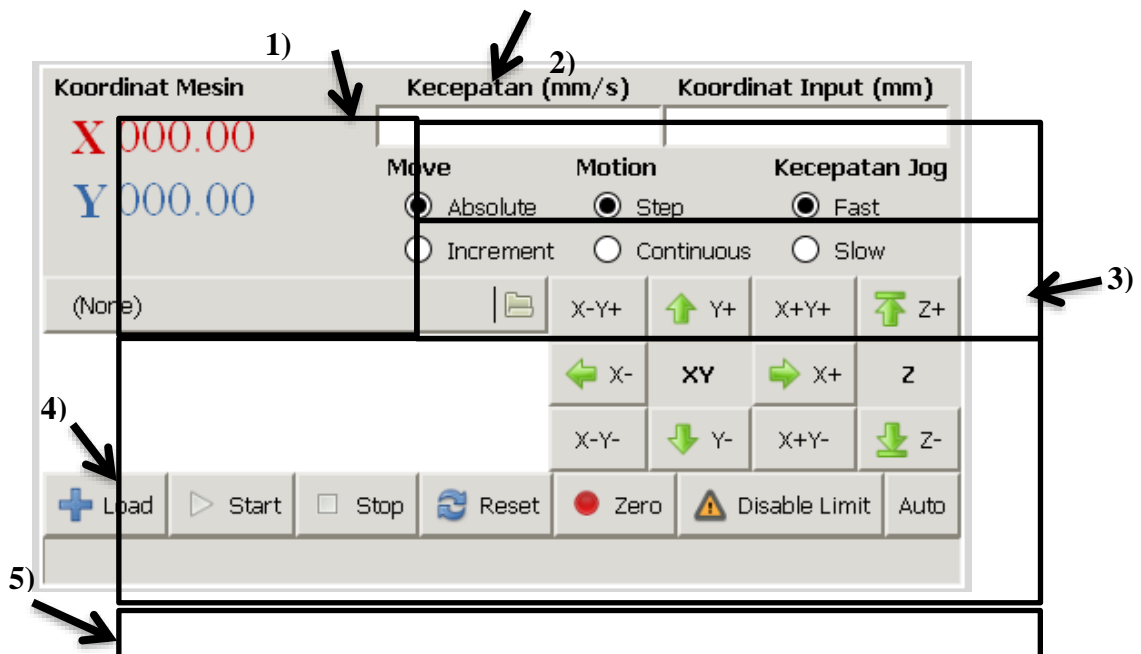 1)
2)
Koordinat Mesin Kecepatan (mm/s) Koordinat Input (mm)
X 000.00
Move Motion Kecepatan Jog
Y 000.00
Absolute Step Fast
Increment Continuous Slow
3)
(None) X-Y+ Y+ X+Y+ Z+
X- XY X+ Z
4)
X-Y- Y- X+Y- Z-
Load Start Stop Reset Zero Disable Limit Auto
5)